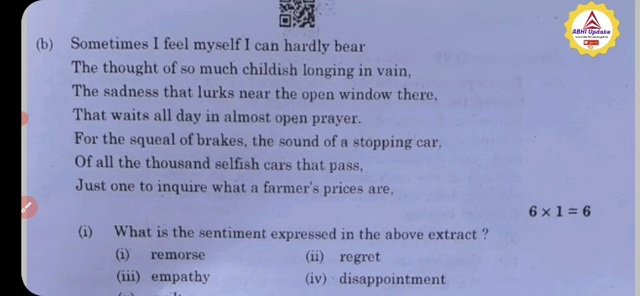 ABHI Update
(b) Sometimes I feel myself I can hardly bear
The thought of so much childish longing in vain,
The sadness that lurks near the open window there,
That waits all day in almost open prayer.
For the squeal of brakes, the sound of a stopping car,
Of all the thousand selfish cars that pass,
Just one to inquire what a farmer's prices are,
6 × 1 = 6
(i) What is the sentiment expressed in the above extract ?
(i) remorse (ii) regret
(iii) empathy (iv) disappointment